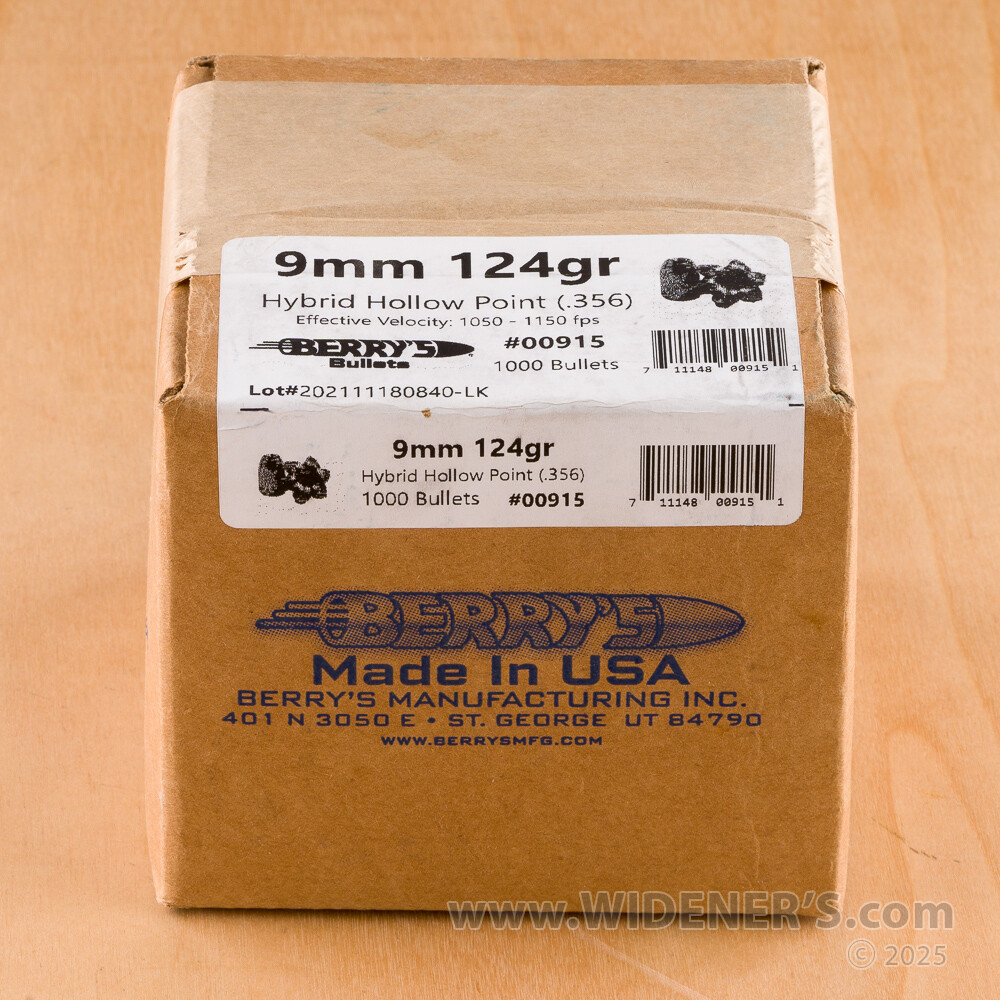 9mm 124gr
Hybrid Hollow Point (.356)
Effective Velocity: 1050 - 1150 fps
BERRY'S
Bullets
#00915
1000 Bullets
7 11148 00915 1
Lot#202111180840-LK
9mm 124gr
Hybrid Hollow Point (.356)
1000 Bullets #00915
7 11148 00915 1
BERRY'S
Made In USA
BERRY'S MANUFACTURING INC.
401 N 3050 E • ST. GEORGE UT 84790
WWW.BERRYSMFG.COM
www.WIDENER'S.com
© 2025